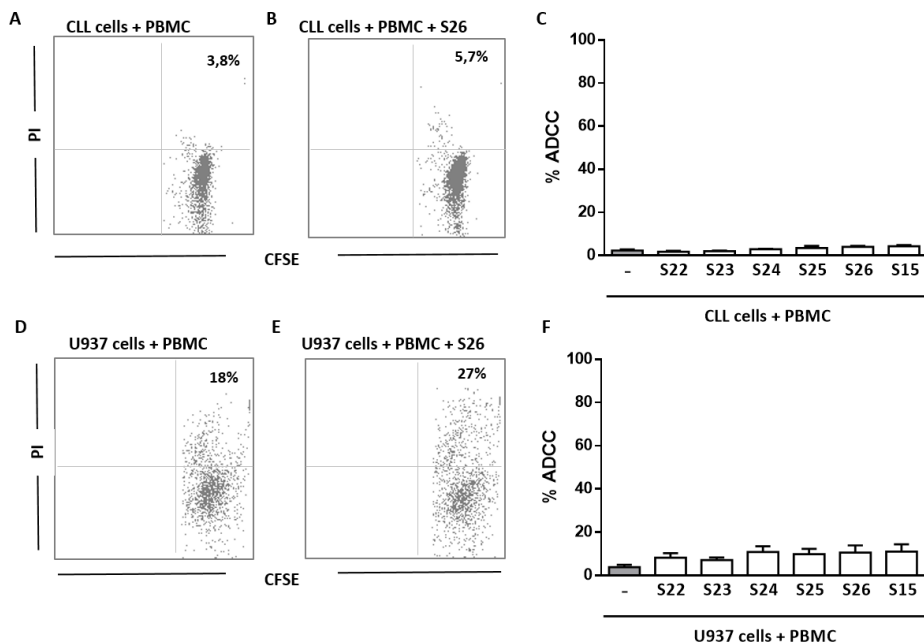 A
CLL cells + PBMC
3,8%
PI
B
CLL cells + PBMC + S26
5,7%
CFSE
C
100
80
60
40
20
0
% ADCC
- S22 S23 S24 S25 S26 S15
CLL cells + PBMC
D
U937 cells + PBMC
18%
PI
E
U937 cells + PBMC + S26
27%
CFSE
F
100
80
60
40
20
0
% ADCC
- S22 S23 S24 S25 S26 S15
U937 cells + PBMC